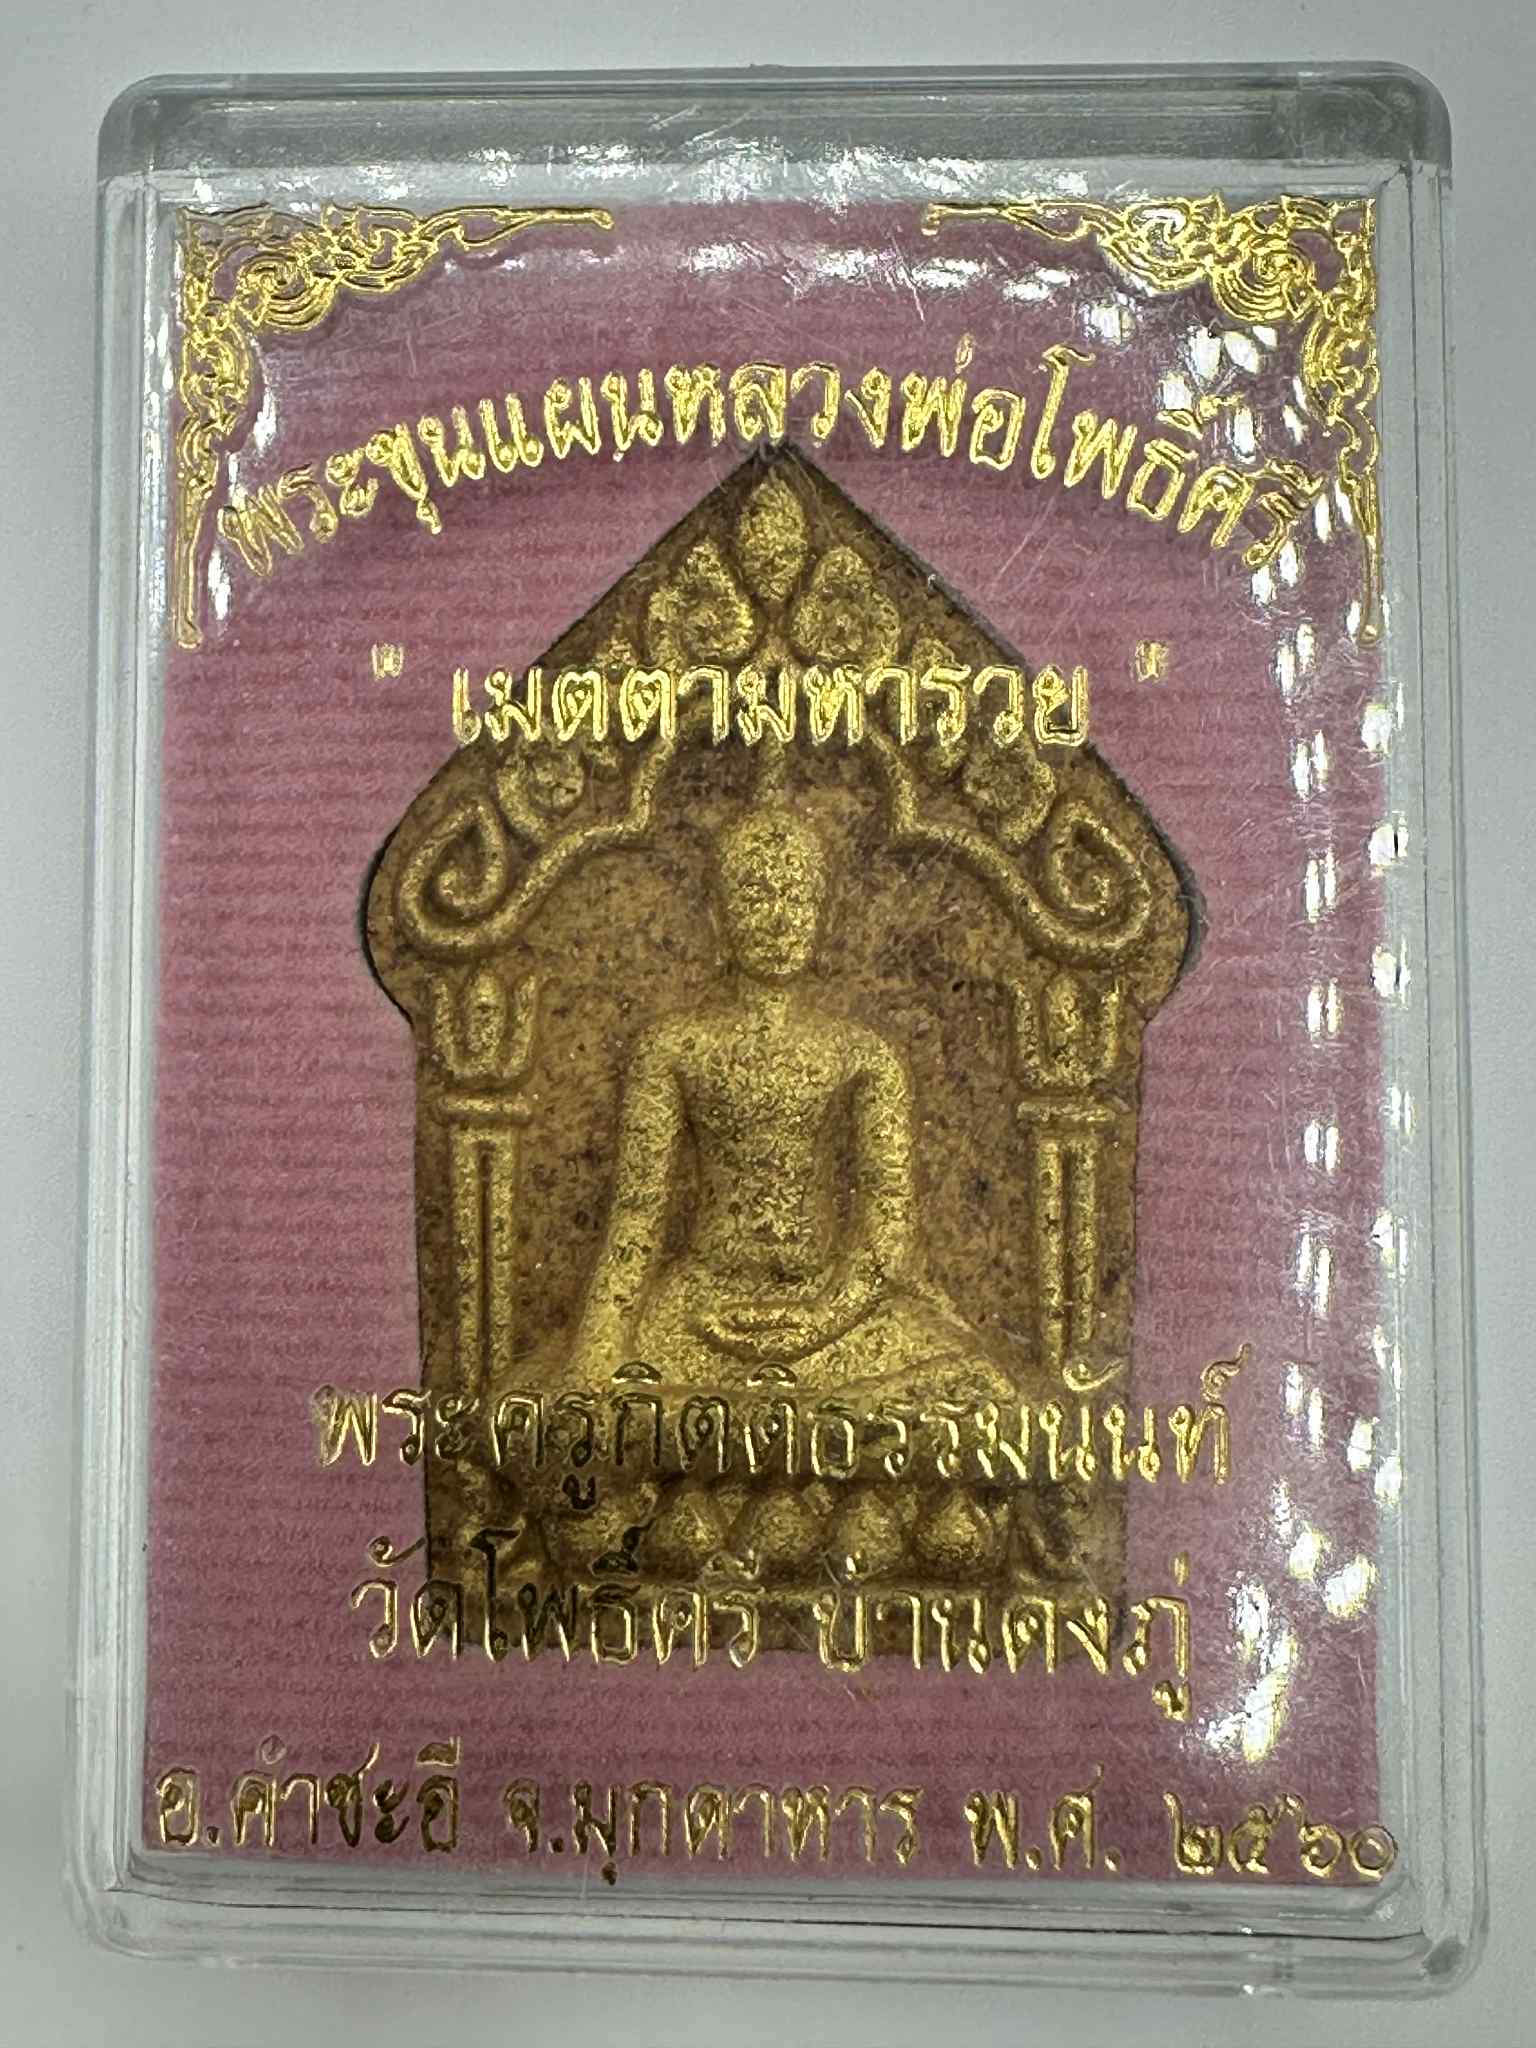 พระขุนแผนหลวงพ่อโพธิ์ศรี
" เมตตามหารวย "
พระครูกิตติธรรมนันท์
วัดโพธิ์ศรี บ้านดงภู่
อ.คำชะอี จ.มุกดาหาร พ.ศ. ๒๕๖๐